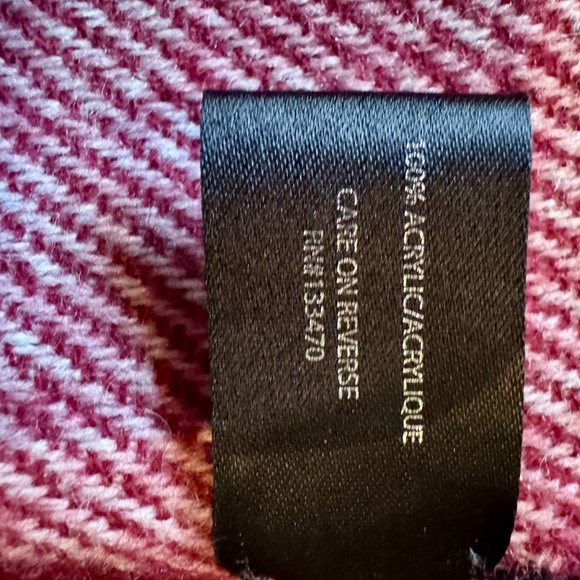 100% ACRYLIC/ACRYLIQUE
CARE ON REVERSE
RN#133470